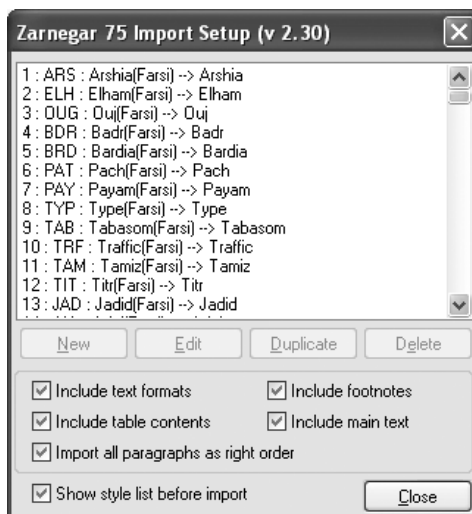 Zarnegar 75 Import Setup (v 2.30)
1 : ARS : Arshia(Farsi) --> Arshia
2 : ELH : Elham(Farsi) --> Elham
3 : OUG : Ouj(Farsi) --> Ouj
4 : BDR : Badr(Farsi) --> Badr
5 : BRD : Bardia(Farsi) --> Bardia
6 : PAT : Pach(Farsi) --> Pach
7 : PAY : Payam(Farsi) --> Payam
8 : TYP : Type(Farsi) --> Type
9 : TAB : Tabasom(Farsi) --> Tabasom
10 : TRF : Traffic(Farsi) --> Traffic
11 : TAM : Tamiz(Farsi) --> Tamiz
12 : TIT : Titr(Farsi) --> Titr
13 : JAD : Jadid(Farsi) --> Jadid
New Edit Duplicate Delete
Include text formats Include footnotes
Include table contents Include main text
Import all paragraphs as right order
Show style list before import Close